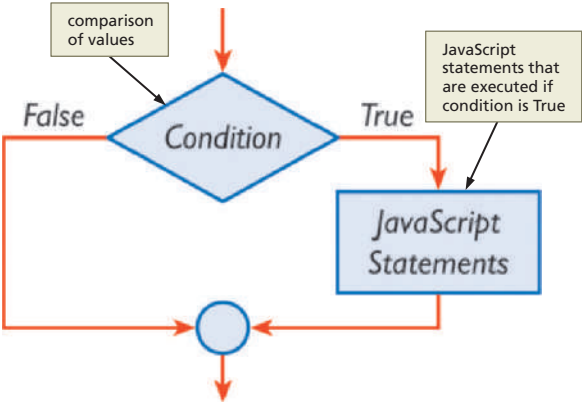 comparison
of values
JavaScript
statements that
are executed if
condition is True
False
Condition
True
JavaScript
Statements